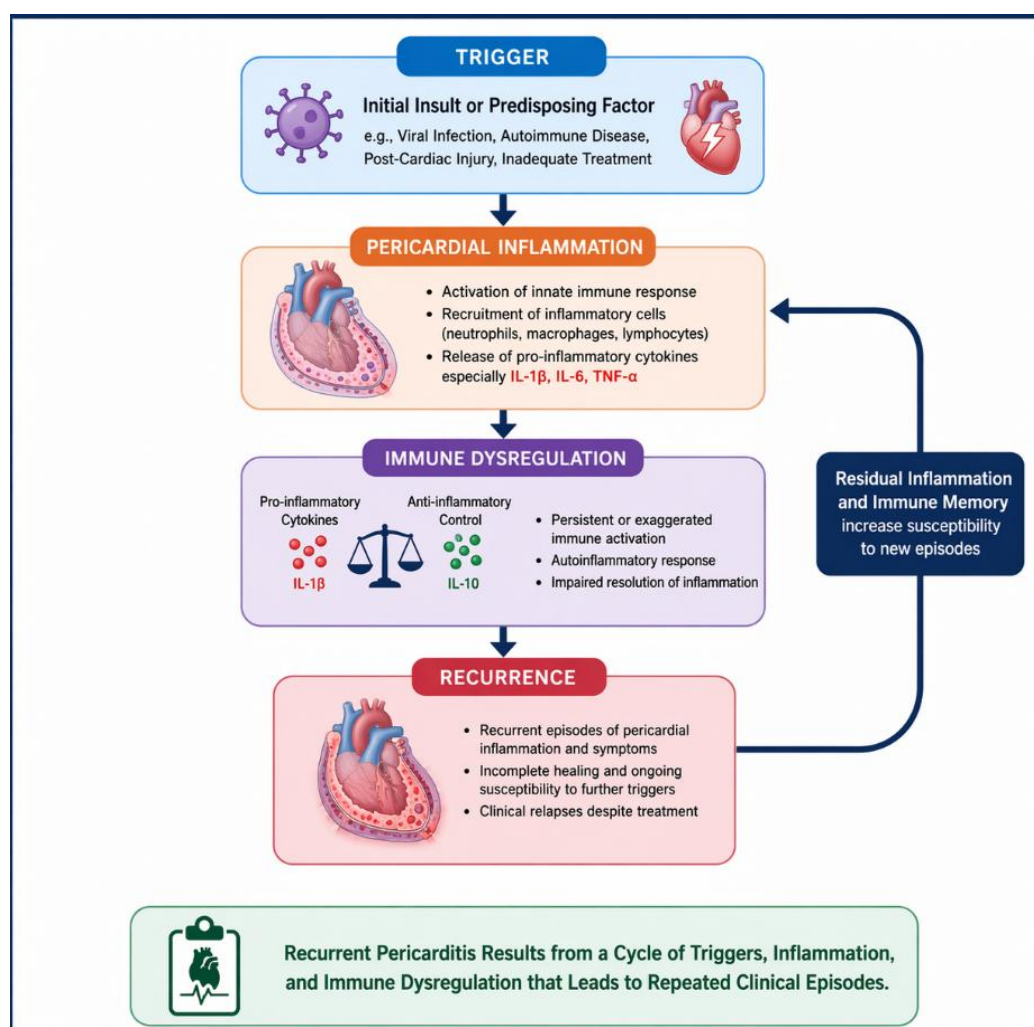 TRIGGER
Initial Insult or Predisposing Factor
e.g., Viral Infection, Autoimmune Disease,
Post-Cardiac Injury, Inadequate Treatment
PERICARDIAL INFLAMMATION
• Activation of innate immune response
• Recruitment of inflammatory cells
(neutrophils, macrophages, lymphocytes)
• Release of pro-inflammatory cytokines
especially IL-1β, IL-6, TNF-α
IMMUNE DYSREGULATION
Pro-inflammatory
Cytokines
IL-1β
Anti-inflammatory
Control
IL-10
• Persistent or exaggerated
immune activation
• Autoinflammatory response
• Impaired resolution of inflammation
Residual Inflammation
and Immune Memory
increase susceptibility
to new episodes
RECURRENCE
• Recurrent episodes of pericardial
inflammation and symptoms
• Incomplete healing and ongoing
susceptibility to further triggers
• Clinical relapses despite treatment
Recurrent Pericarditis Results from a Cycle of Triggers, Inflammation,
and Immune Dysregulation that Leads to Repeated Clinical Episodes.